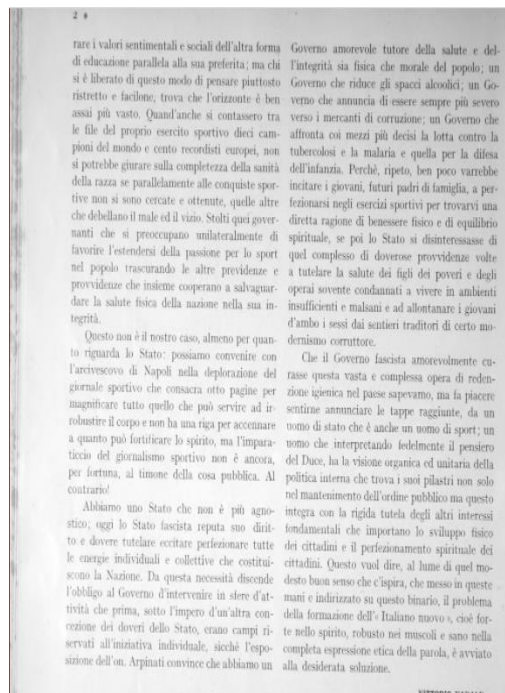 2
rare i valori sentimentali e sociali dell'altra forma
di educazione parallela alla sua preferita; ma chi
si è liberato di questo modo di pensare piuttosto
ristretto e facilone, trova che l'orizzonte è ben
assai più vasto. Quand'anche si contassero tra
le file del proprio esercito sportivo dieci cam-
pioni del mondo e cento recordisti europei, non
si potrebbe giurare sulla completezza della sanità
della razza se parallelamente alle conquiste spor-
tive non si sono cercate e ottenute, quelle altre
che debellano il male ed il vizio. Stolti quei gover-
nanti che si preoccupano unilateralmente di
favorire l'estendersi della passione per lo sport
nel popolo trascurando le altre previdenze e
provvidenze che insieme cooperano a salvaguar-
dare la salute fisica della nazione nella sua in-
tegrità.
Questo non è il nostro caso, almeno per quan-
to riguarda lo Stato: possiamo convenire con
l'arcivescovo di Napoli nella deplorazione del
giornale sportivo che consacra otto pagine per
magnificare tutto quello che può servire ad ir-
robustire il corpo e non ha una riga per accennare
a quanto può fortificare lo spirito, ma l'impara-
ticcio del giornalismo sportivo non è ancora,
per fortuna, al timone della cosa pubblica. Al
contrario!
Abbiamo uno Stato che non è più agno-
stico; oggi lo Stato fascista reputa suo dirit-
to e dovere tutelare eccitare perfezionare tutte
le energie individuali e collettive che costitui-
scono la Nazione. Da questa necessità discende
l'obbligo al Governo d'intervenire in sfere d'at-
tività che prima, sotto l'impero d'un'altra con-
cezione dei doveri dello Stato, erano campi ri-
servati all'iniziativa individuale, sicchè l'espo-
sizione dell'on. Arpinati convince che abbiamo un
Governo amorevole tutore della salute e del-
l'integrità sia fisica che morale del popolo; un
Governo che riduce gli spacci alcoolici; un Go-
verno che annuncia di essere sempre più severo
verso i mercanti di corruzione; un Governo che
affronta coi mezzi più decisi la lotta contro la
tubercolosi e la malaria e quella per la difesa
dell'infanzia. Perchè, ripeto, ben poco varrebbe
incitare i giovani, futuri padri di famiglia, a per-
fezionarsi negli esercizi sportivi per trovarvi una
diretta ragione di benessere fisico e di equilibrio
spirituale, se poi lo Stato si disinteressasse di
quel complesso di doverose provvidenze volte
a tutelare la salute dei figli dei poveri e degli
operai sovente condannati a vivere in ambienti
insufficienti e malsani e ad allontanare i giovani
d'ambo i sessi dai sentieri traditori di certo mo-
dernismo corruttore.
Che il Governo fascista amorevolmente cu-
rasse questa vasta e complessa opera di reden-
zione igienica nel paese sapevamo, ma fa piacere
sentirne annunciare le tappe raggiunte, da un
uomo di stato che è anche un uomo di sport; un
uomo che interpretando fedelmente il pensiero
del Duce, ha la visione organica ed unitaria della
politica interna che trova i suoi pilastri non solo
nel mantenimento dell'ordine pubblico ma questo
integra con la rigida tutela degli altri interessi
fondamentali che importano lo sviluppo fisico
dei cittadini e il perfezionamento spirituale dei
cittadini. Questo vuol dire, al lume di quel mo-
desto buon senso che c'ispira, che messo in queste
mani e indirizzato su questo binario, il problema
della formazione dell'« Italiano nuovo », cioè for-
te nello spirito, robusto nei muscoli e sano nella
completa espressione etica della parola, è avviato
alla desiderata soluzione.